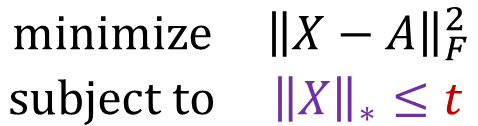 minimize ‖X − A‖²_F
subject to ‖X‖_* ≤ t